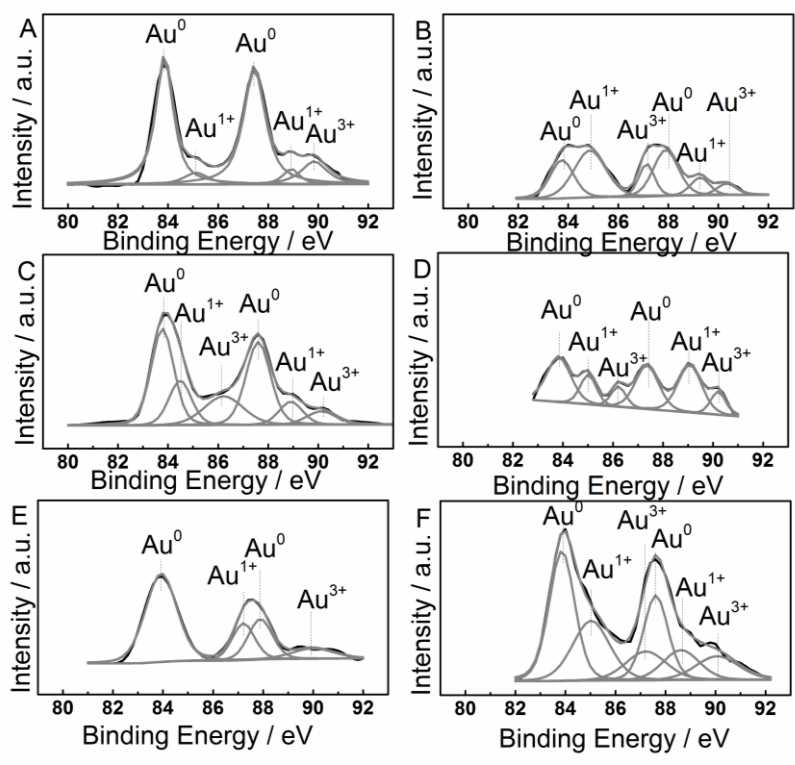 A
Au⁰
Au⁰
Au¹⁺
Au¹⁺
Au³⁺
Intensity / a.u.
80 82 84 86 88 90 92
Binding Energy / eV
B
Au⁰
Au¹⁺
Au³⁺
Au⁰
Au¹⁺
Au³⁺
Intensity / a.u.
80 82 84 86 88 90 92
Binding Energy / eV
C
Au⁰
Au¹⁺
Au³⁺
Au⁰
Au¹⁺
Au³⁺
Intensity / a.u.
80 82 84 86 88 90 92
Binding Energy / eV
D
Au⁰
Au¹⁺
Au³⁺
Au⁰
Au¹⁺
Au³⁺
Intensity / a.u.
80 82 84 86 88 90 92
Binding Energy / eV
E
Au⁰
Au¹⁺
Au⁰
Au³⁺
Intensity / a.u.
80 82 84 86 88 90 92
Binding Energy / eV
F
Au⁰
Au¹⁺
Au³⁺
Au⁰
Au¹⁺
Au³⁺
Intensity / a.u.
80 82 84 86 88 90 92
Binding Energy / eV